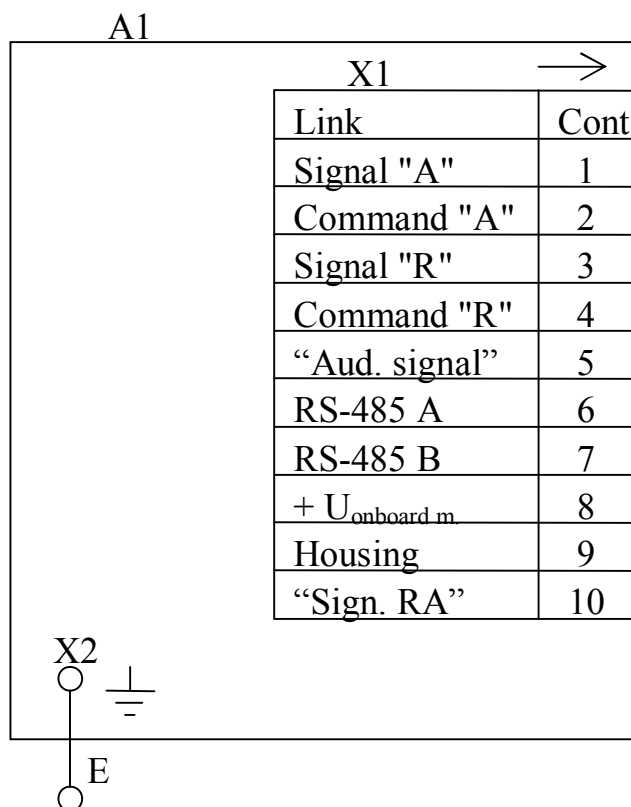 A1
X1
Link Cont
Signal "A" 1
Command "A" 2
Signal "R" 3
Command "R" 4
“Aud. signal” 5
RS-485 A 6
RS-485 B 7
+ Uonboard m. 8
Housing 9
“Sign. RA” 10
X2
E